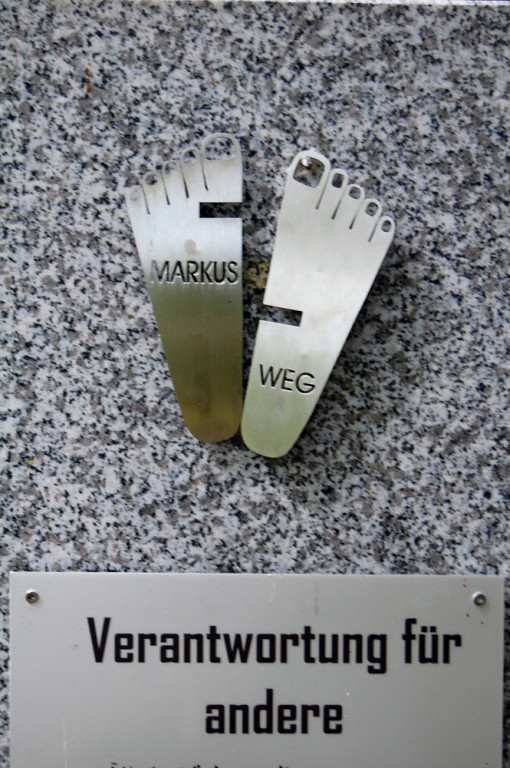 MARKUS
WEG
Verantwortung für
andere